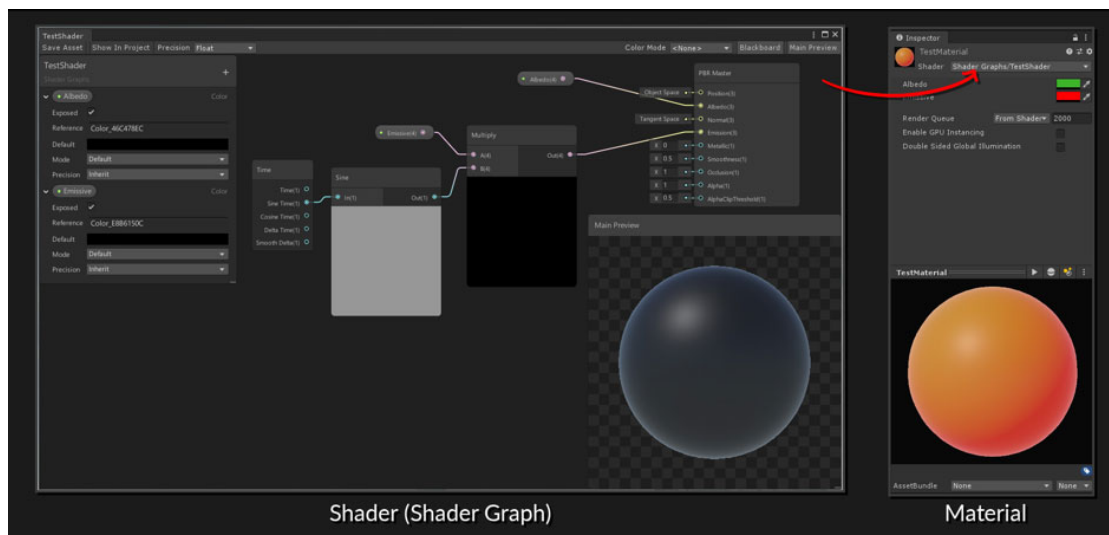 TestShader
Save Asset Show In Project Precision Float
Color Mode <None> Blackboard Main Preview
TestShader
Shader Graphs
Albedo Color
Exposed
Reference Color_46C478EC
Default
Mode Default
Precision Inherit
Emissive Color
Exposed
Reference Color_E8B6150C
Default
Mode Default
Precision Inherit
Time
Time(1)
Sine Time(1)
Cosine Time(1)
Delta Time(1)
Smooth Delta(1)
Sine
In(1) Out(1)
Emissive(4)
Multiply
A(4) Out(4)
B(4)
Albedo(4)
PBR Master
Object Space Position(3)
Albedo(3)
Tangent Space Normal(3)
Emission(3)
X 0 Metallic(1)
X 0.5 Smoothness(1)
X 1 Occlusion(1)
X 1 Alpha(1)
X 0.5 AlphaClipThreshold(1)
Main Preview
Inspector
TestMaterial
Shader Shader Graphs/TestShader
Albedo
Render Queue From Shader 2000
Enable GPU Instancing
Double Sided Global Illumination
TestMaterial
AssetBundle None None
Shader (Shader Graph)
Material